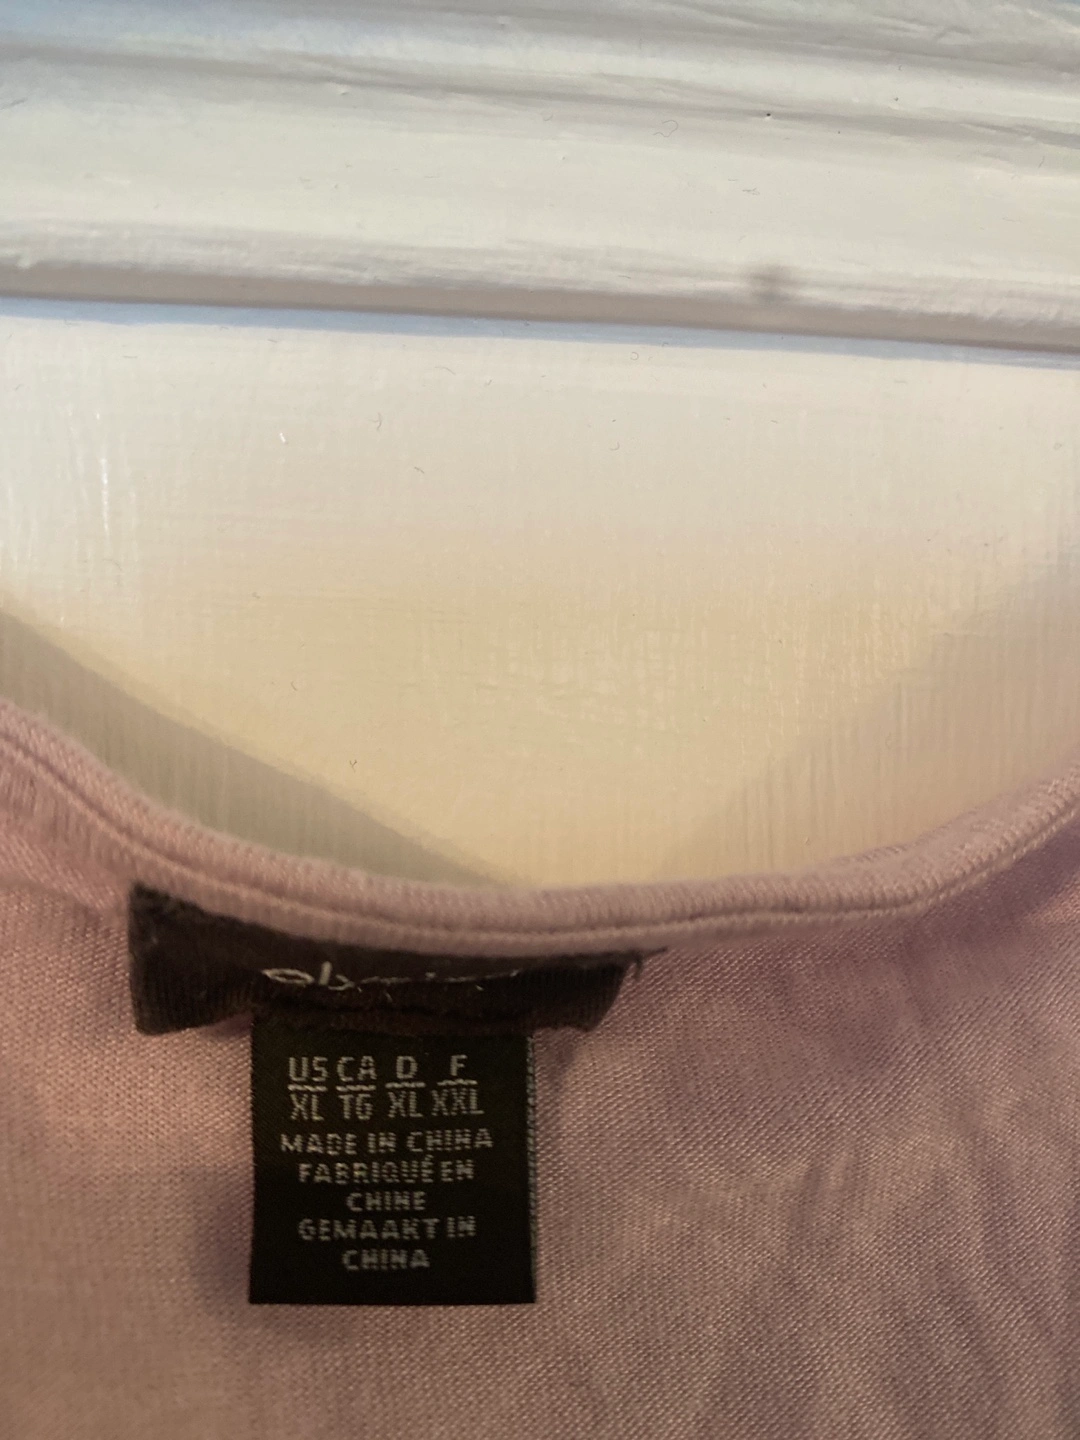 US CA D F
XL TG XL XXL
MADE IN CHINA
FABRIQUÉ EN
CHINE
GEMAAKT IN
CHINA